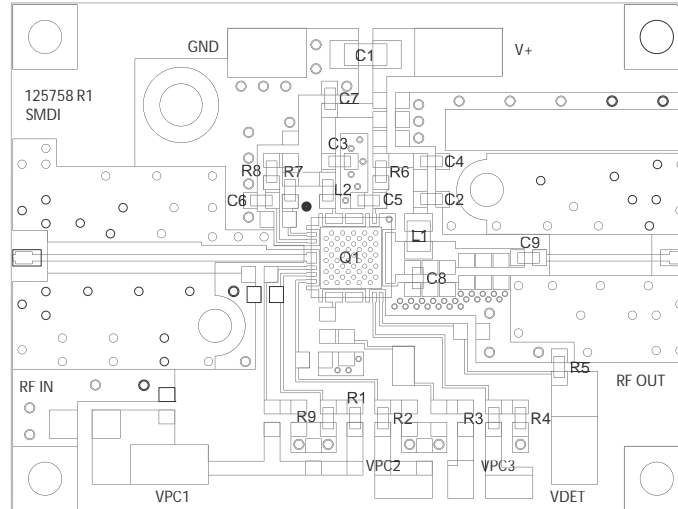 GND
C1
V+
125758 R1
SMDI
C7
C3
C4
R8
R7
R6
L2
C6
C5
C2
L1
Q1
C9
C8
R5
RF IN
RF OUT
R1
R9
R2
R3
R4
VPC2
VPC3
VPC1
VDET